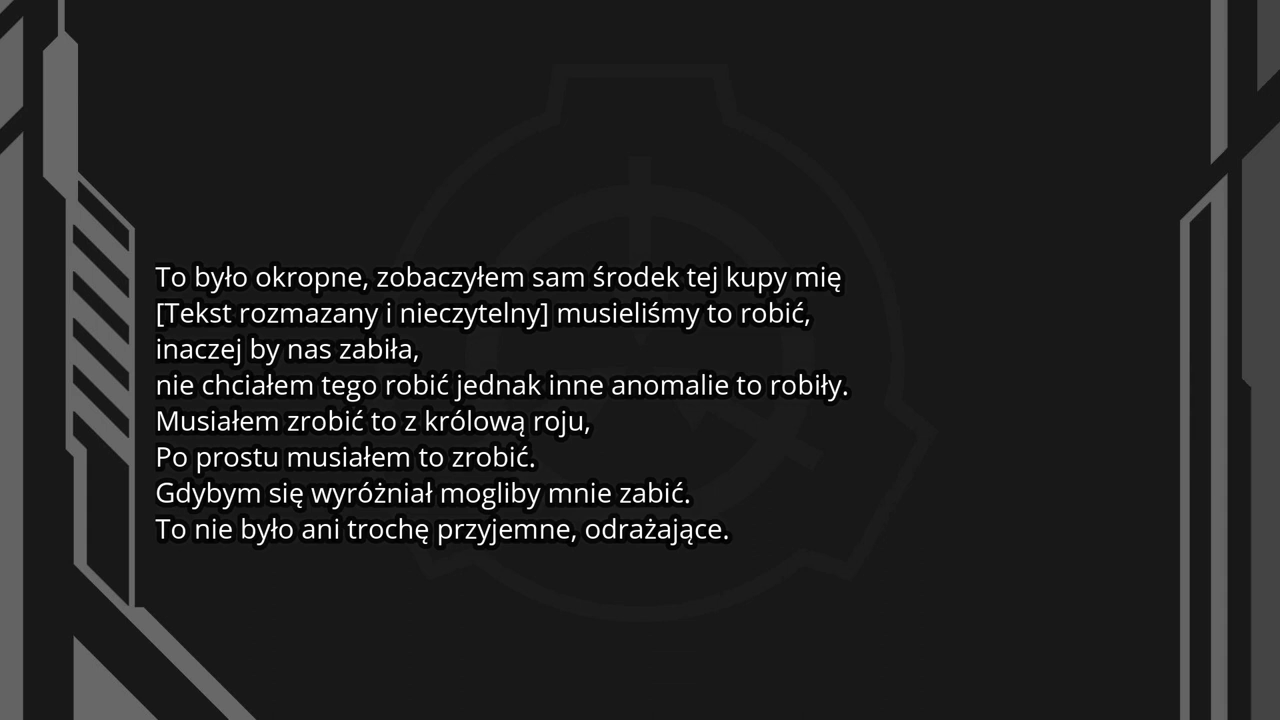 To było okropne, zobaczyłem sam środek tej kupy mię
[Tekst rozmazany i nieczytelny] musieliśmy to robić,
inaczej by nas zabiła,
nie chciałem tego robić jednak inne anomalie to robiły.
Musiałem zrobić to z królową roju,
Po prostu musiałem to zrobić.
Gdybym się wyróżniał mogliby mnie zabić.
To nie było ani trochę przyjemne, odrażające.